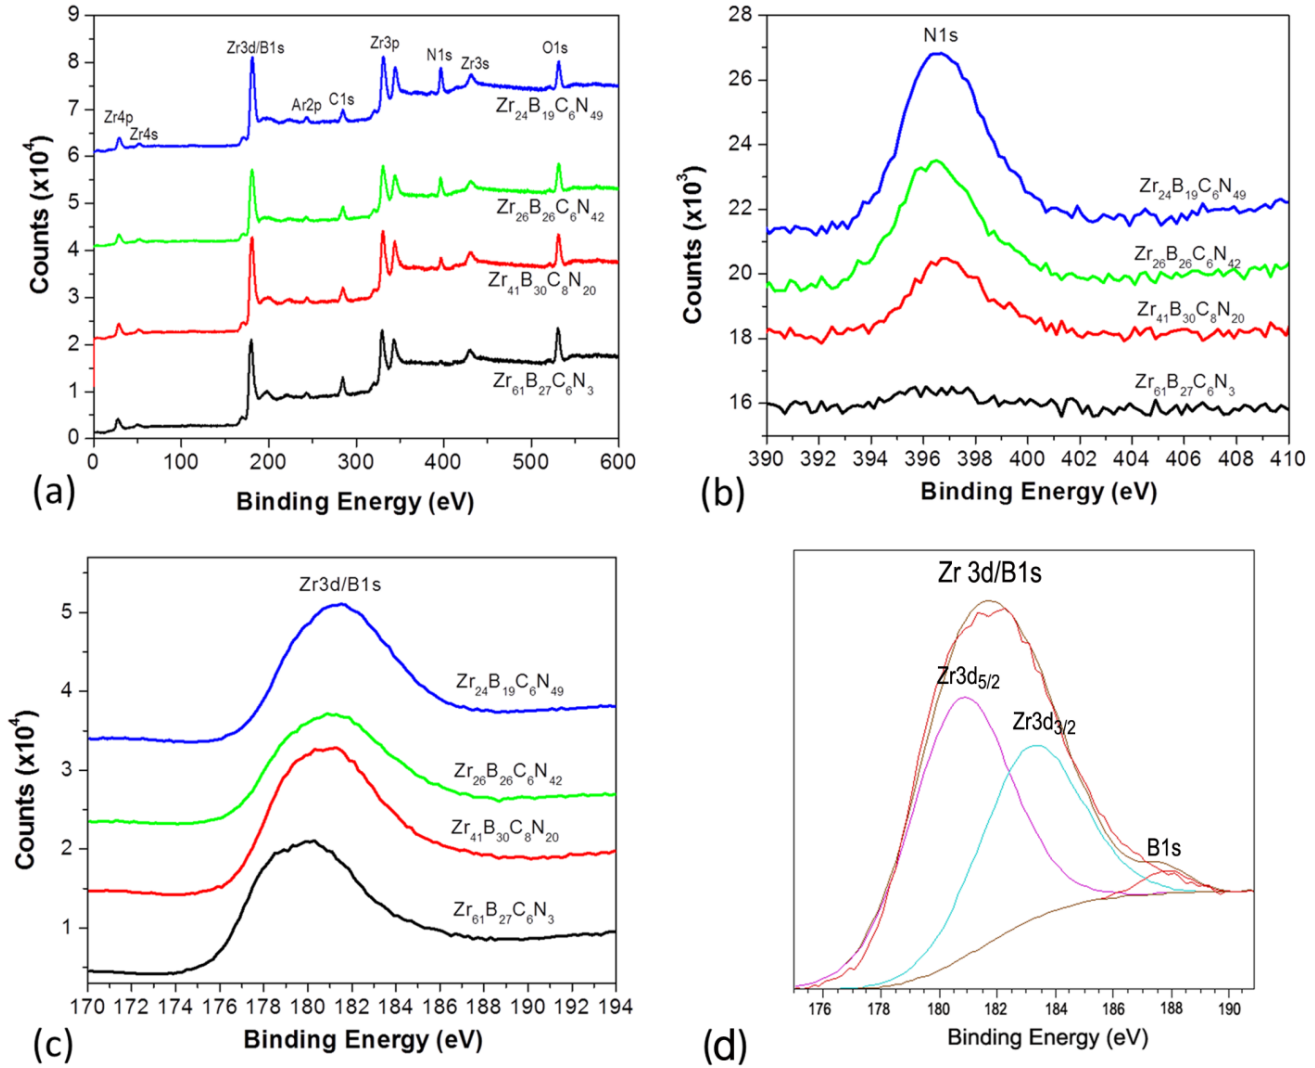 9
8
7
6
5
4
3
2
1
0
Counts (x10⁴)
Zr4p
Zr4s
Zr3d/B1s
Ar2p
C1s
Zr3p
N1s
Zr3s
O1s
Zr₂₄B₁₉C₆N₄₉
Zr₂₆B₂₆C₆N₄₂
Zr₄₁B₃₀C₈N₂₀
Zr₆₁B₂₇C₆N₃
0 100 200 300 400 500 600
Binding Energy (eV)
(a)
28
26
24
22
20
18
16
Counts (x10³)
N1s
Zr₂₄B₁₉C₆N₄₉
Zr₂₆B₂₆C₆N₄₂
Zr₄₁B₃₀C₈N₂₀
Zr₆₁B₂₇C₆N₃
390 392 394 396 398 400 402 404 406 408 410
Binding Energy (eV)
(b)
5
4
3
2
1
Counts (x10⁴)
Zr3d/B1s
Zr₂₄B₁₉C₆N₄₉
Zr₂₆B₂₆C₆N₄₂
Zr₄₁B₃₀C₈N₂₀
Zr₆₁B₂₇C₆N₃
170 172 174 176 178 180 182 184 186 188 190 192 194
Binding Energy (eV)
(c)
Zr 3d/B1s
Zr3d₅/₂
Zr3d₃/₂
B1s
176 178 180 182 184 186 188 190
Binding Energy (eV)
(d)